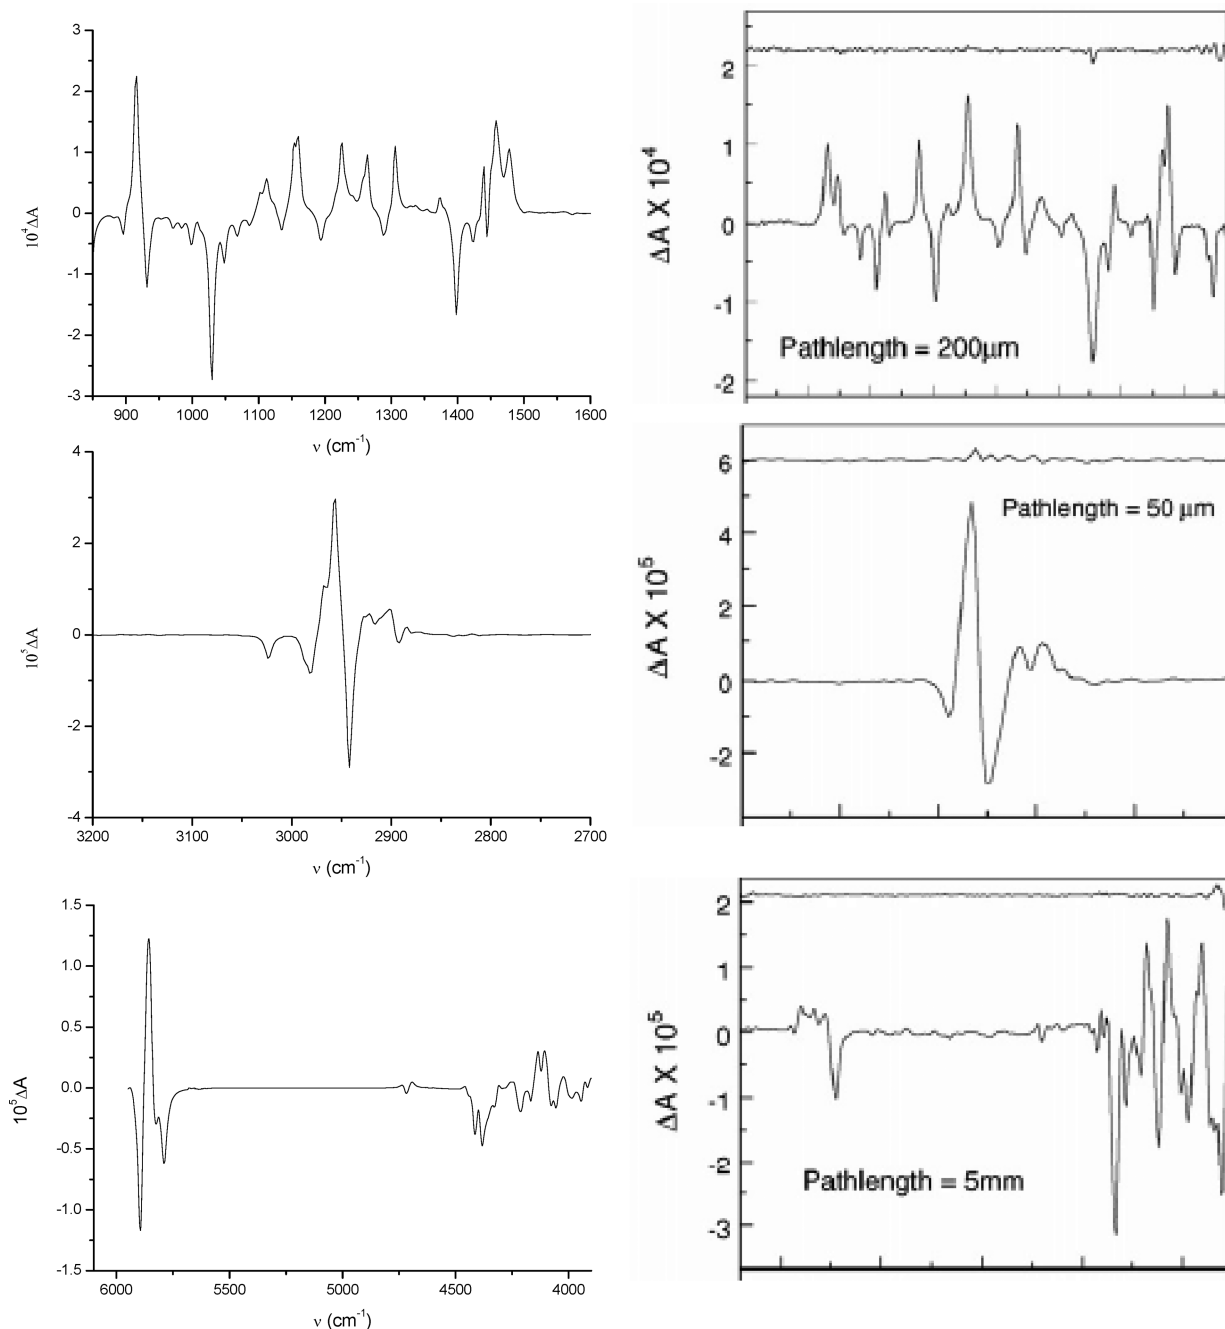 3
2
1
0
-1
-2
-3
10⁴ΔA
900 1000 1100 1200 1300 1400 1500 1600
ν (cm⁻¹)
2
1
0
-1
-2
ΔA X 10⁴
Pathlength = 200μm
4
2
0
-2
-4
10⁵ΔA
3200 3100 3000 2900 2800 2700
ν (cm⁻¹)
6
4
2
0
-2
ΔA X 10⁵
Pathlength = 50 μm
1.5
1.0
0.5
0.0
-0.5
-1.0
-1.5
10⁵ΔA
6000 5500 5000 4500 4000
ν (cm⁻¹)
2
1
0
-1
-2
-3
ΔA X 10⁵
Pathlength = 5mm